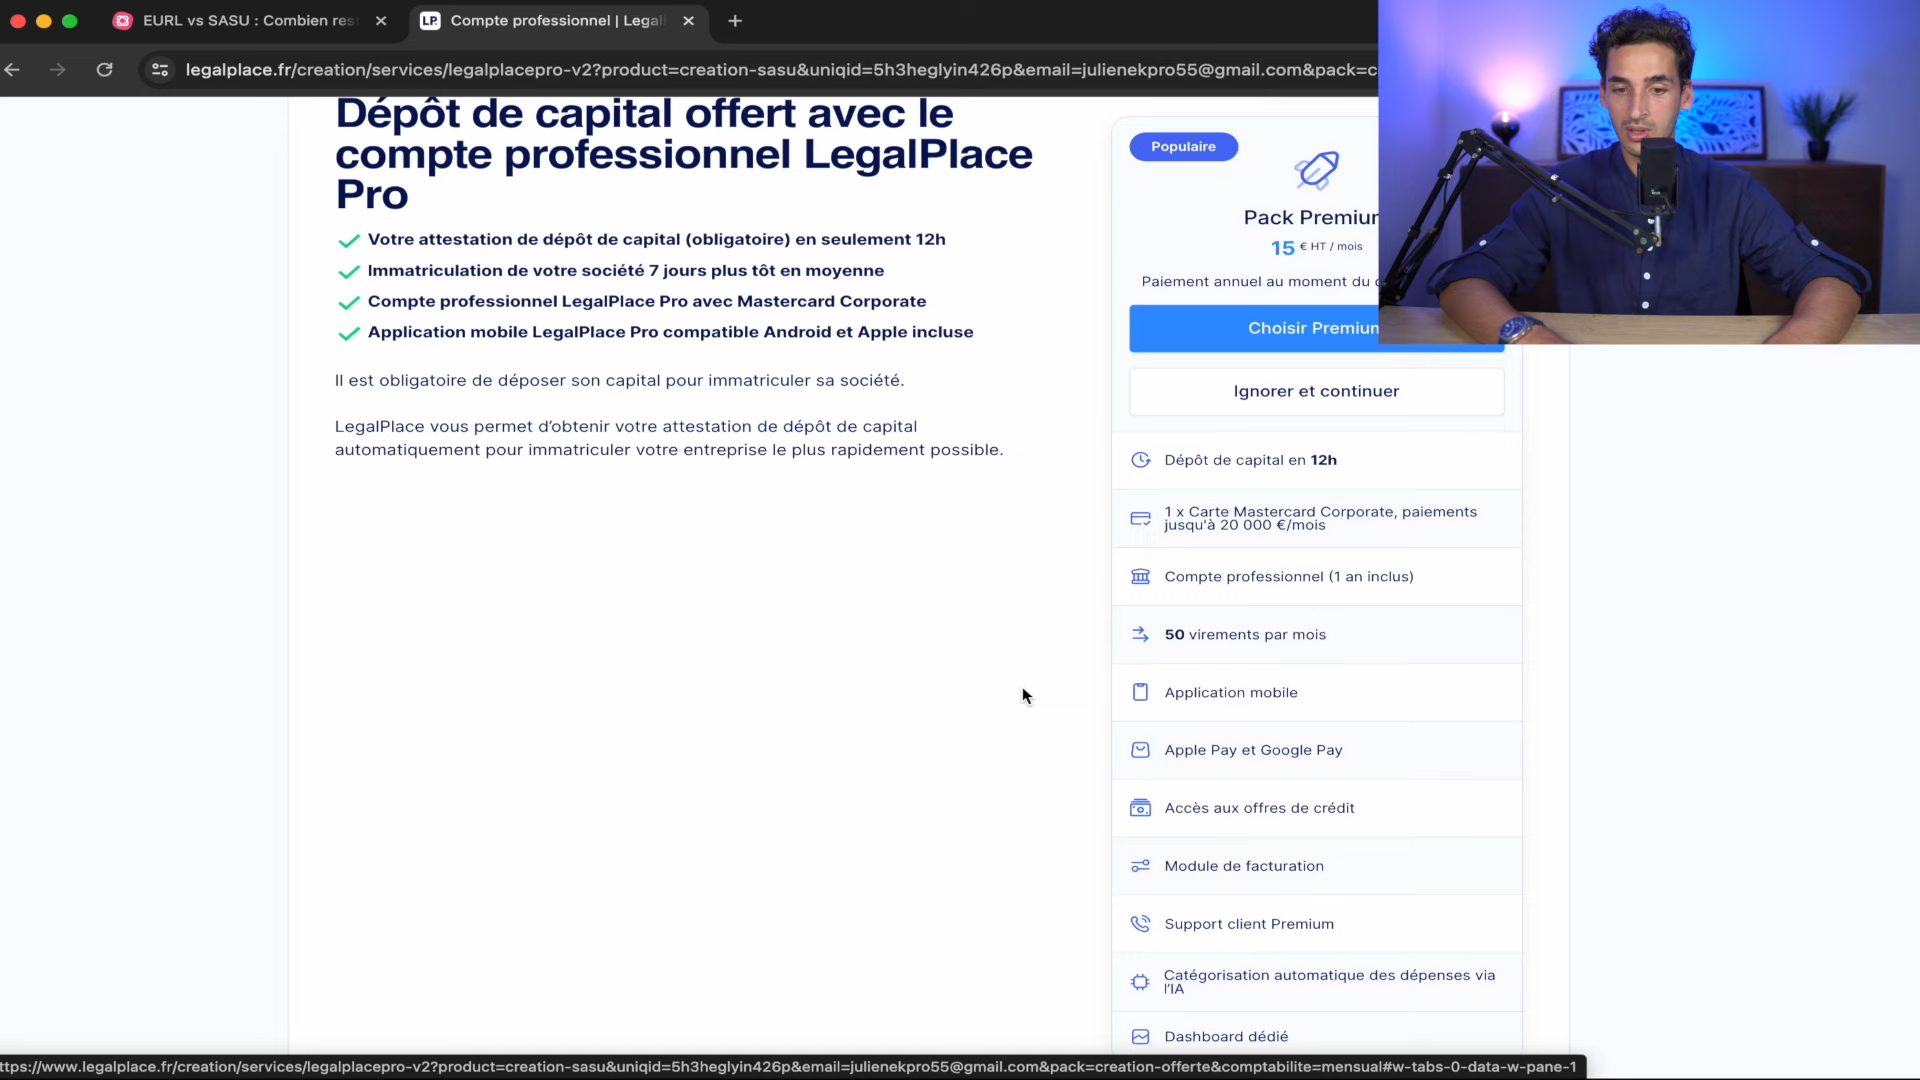 EURL vs SASU : Combien res
Compte professionnel | Legal
legalplace.fr/creation/services/legalplacepro-v2?product=creation-sasu&uniqid=5h3heglyin426p&email=julienekpro55@gmail.com&pack=c
Dépôt de capital offert avec le
compte professionnel LegalPlace
Pro
Votre attestation de dépôt de capital (obligatoire) en seulement 12h
Immatriculation de votre société 7 jours plus tôt en moyenne
Compte professionnel LegalPlace Pro avec Mastercard Corporate
Application mobile LegalPlace Pro compatible Android et Apple incluse
Il est obligatoire de déposer son capital pour immatriculer sa société.
LegalPlace vous permet d’obtenir votre attestation de dépôt de capital
automatiquement pour immatriculer votre entreprise le plus rapidement possible.
Populaire
Pack Premium
15 € HT / mois
Paiement annuel au moment du
Choisir Premium
Ignorer et continuer
Dépôt de capital en 12h
1 x Carte Mastercard Corporate, paiements
jusqu'à 20 000 €/mois
Compte professionnel (1 an inclus)
50 virements par mois
Application mobile
Apple Pay et Google Pay
Accès aux offres de crédit
Module de facturation
Support client Premium
Catégorisation automatique des dépenses via
l’IA
Dashboard dédié
ttps://www.legalplace.fr/creation/services/legalplacepro-v2?product=creation-sasu&uniqid=5h3heglyin426p&email=julienekpro55@gmail.com&pack=creation-offerte&comptabilite=mensual#w-tabs-0-data-w-pane-1